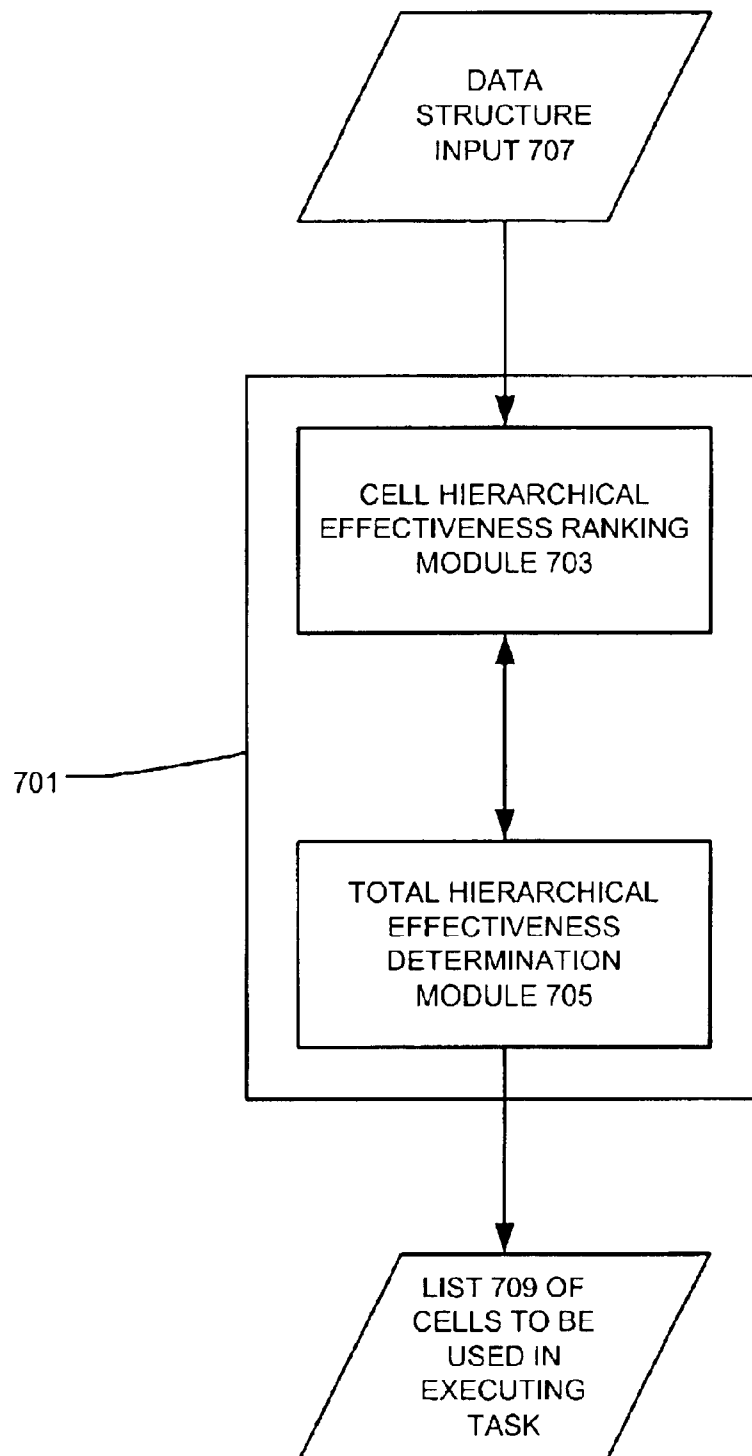 DATA
STRUCTURE
INPUT 707
CELL HIERARCHICAL
EFFECTIVENESS RANKING
MODULE 703
701
TOTAL HIERARCHICAL
EFFECTIVENESS
DETERMINATION
MODULE 705
LIST 709 OF
CELLS TO BE
USED IN
EXECUTING
TASK